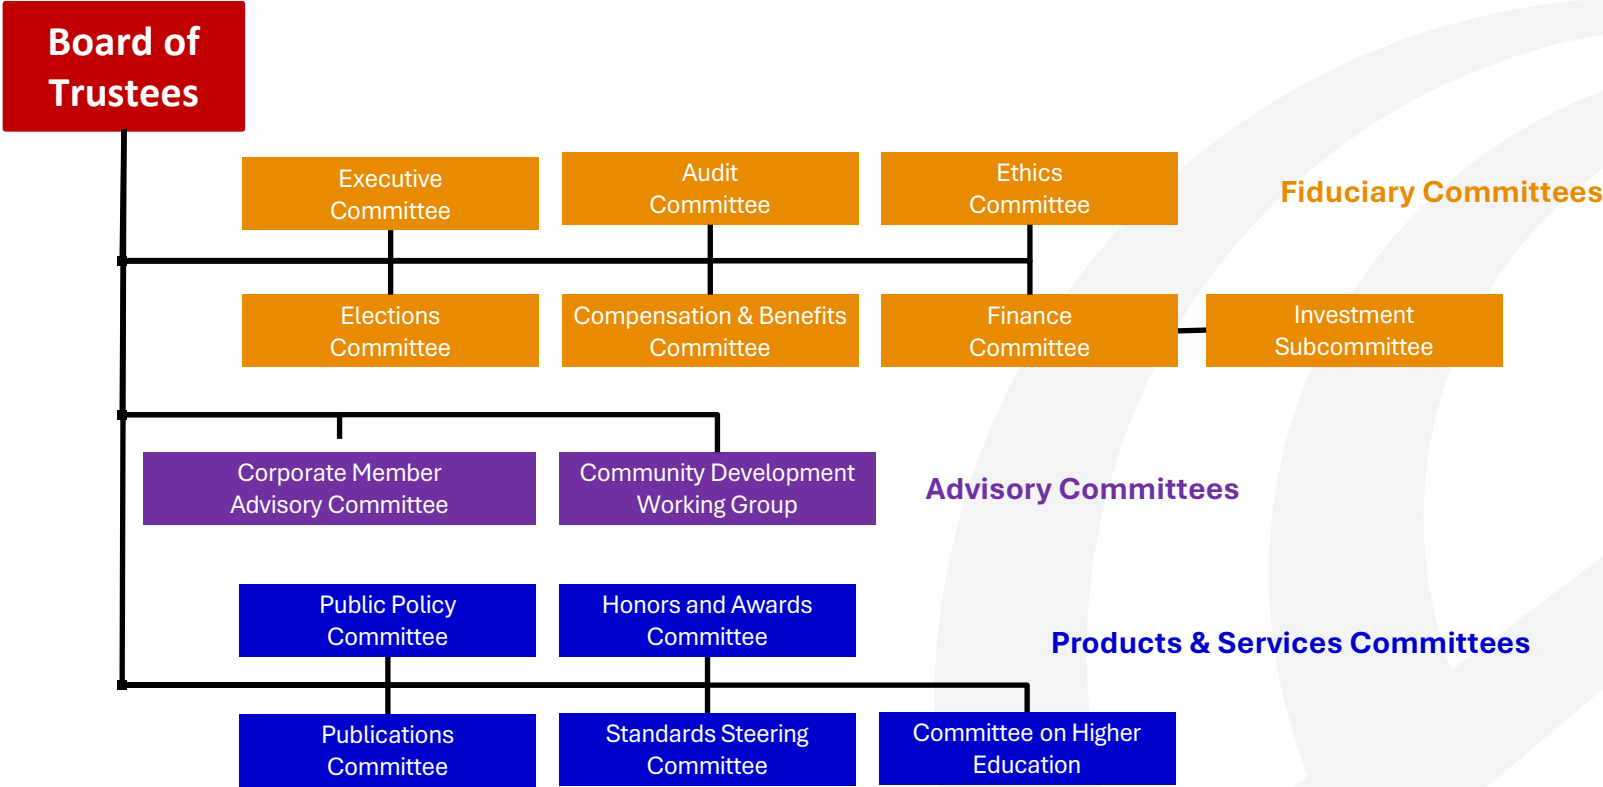 Board of
Trustees
Executive
Committee
Audit
Committee
Ethics
Committee
Fiduciary Committees
Elections
Committee
Compensation & Benefits
Committee
Finance
Committee
Investment
Subcommittee
Corporate Member
Advisory Committee
Community Development
Working Group
Advisory Committees
Public Policy
Committee
Honors and Awards
Committee
Products & Services Committees
Publications
Committee
Standards Steering
Committee
Committee on Higher
Education